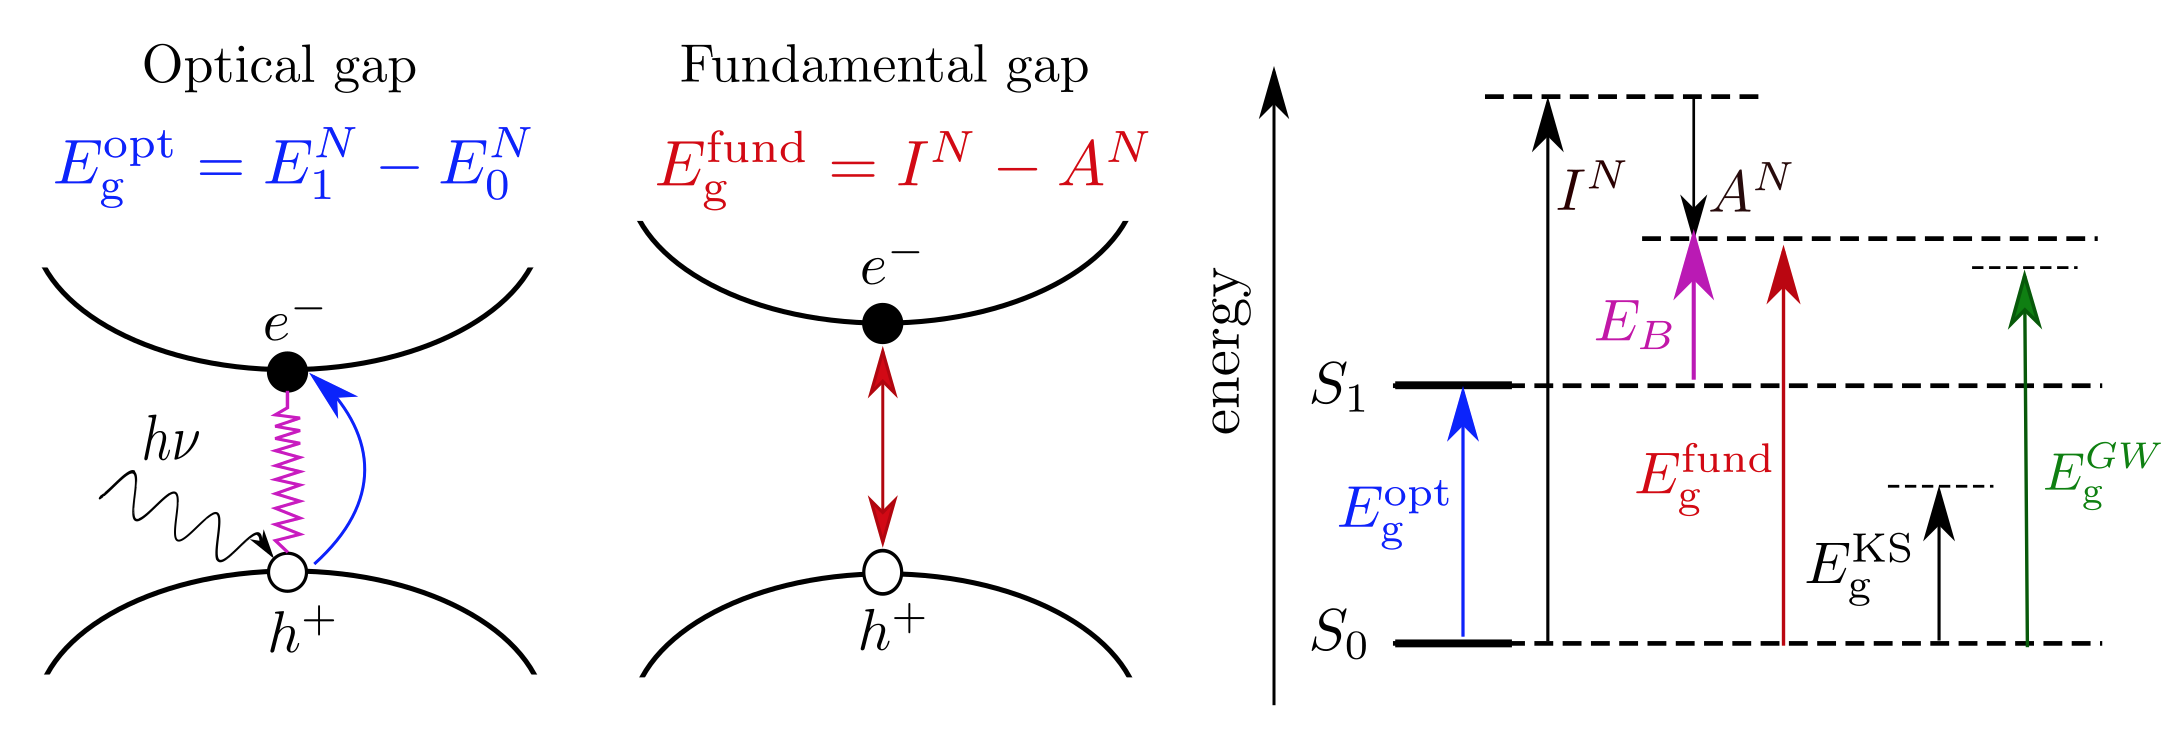 Optical gap
E_g^opt = E_1^N − E_0^N
e⁻
hν
h⁺
Fundamental gap
E_g^fund = I^N − A^N
e⁻
h⁺
energy
I^N
A^N
E_B
S_1
E_g^opt
E_g^fund
E_g^GW
E_g^KS
S_0